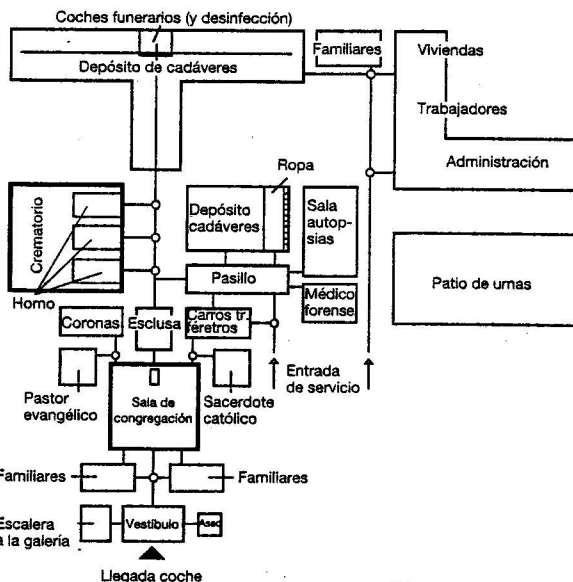 Coches funerarios (y desinfección)
Familiares
Viviendas
Depósito de cadáveres
Trabajadores
Administración
Ropa
Crematorio
Depósito
cadáveres
Sala
autop-
sias
Pasillo
Patio de urnas
Horno
Médico
forense
Coronas
Esclusa
Carros tr.
féretros
Entrada
de servicio
Pastor
evangélico
Sala de
congregación
Sacerdote
católico
Familiares
Familiares
Escalera
a la galería
Vestíbulo
Aseo
Llegada coche